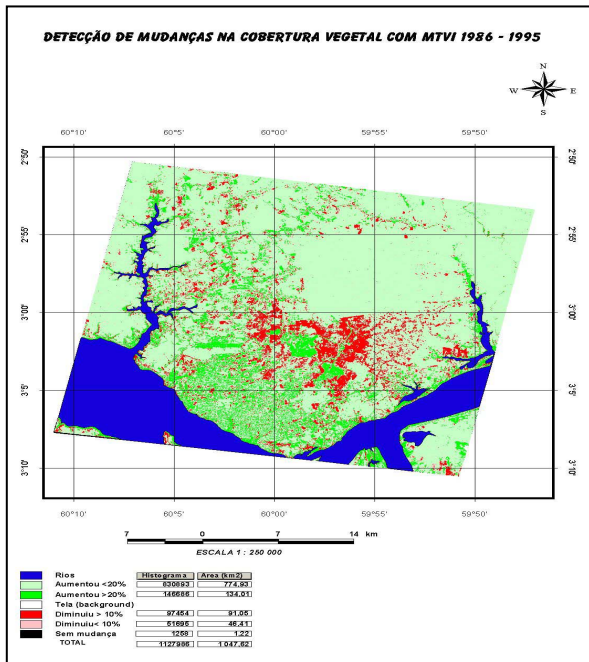 DETECÇÃO DE MUDANÇAS NA COBERTURA VEGETAL COM MTVI 1986 - 1995
N
W E
S
60°10' 60°5' 60°00' 59°55' 59°50'
2°50' 2°50'
2°55' 2°55'
3°00' 3°00'
3°5' 3°5'
3°10' 3°10'
60°10' 60°5' 60°00' 59°55' 59°50'
7 0 7 14 km
ESCALA 1 : 250 000
Rios Histograma Area (km2)
Aumentou <20% 830893 774,93
Aumentou >20% 146686 134,01
Tela (background)
Diminuiu > 10% 97454 91,05
Diminuiu< 10% 51695 46,41
Sem mudança 1258 1,22
TOTAL 1127986 1 047,62